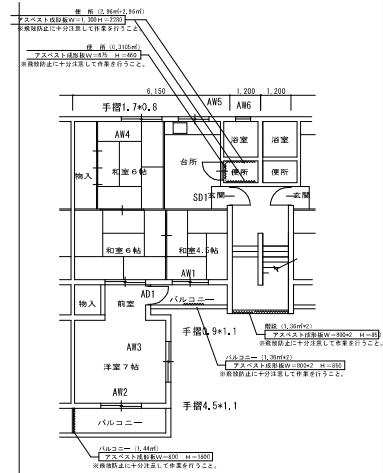 便 所 (2.96㎡+2.96㎡)
アスベスト成形板W=1,300H=2280
※飛散防止に十分注意して作業を行うこと。
便 所 (0.3105㎡)
アスベスト成形板W=675 H=460
※飛散防止に十分注意して作業を行うこと。
6,150
1,200
1,200
手摺1.7*0.8
AW5
AW6
AW4
台所
浴室
浴室
物入
和室6帖
便所
便所
SD1
玄関
玄関
和室6帖
和室4.5帖
AW1
物入
前室
AD1
バルコニー
手摺0.9*1.1
階段 (1.36㎡*2)
アスベスト成形板W=800*2 H=850
※飛散防止に十分注意して作業を行うこと。
AW3
洋室7帖
バルコニー (1.36㎡*2)
アスベスト成形板W=800*2 H=850
※飛散防止に十分注意して作業を行うこと。
AW2
手摺4.5*1.1
バルコニー
バルコニー (1.44㎡)
アスベスト成形板W=800 H=1800
※飛散防止に十分注意して作業を行うこと。